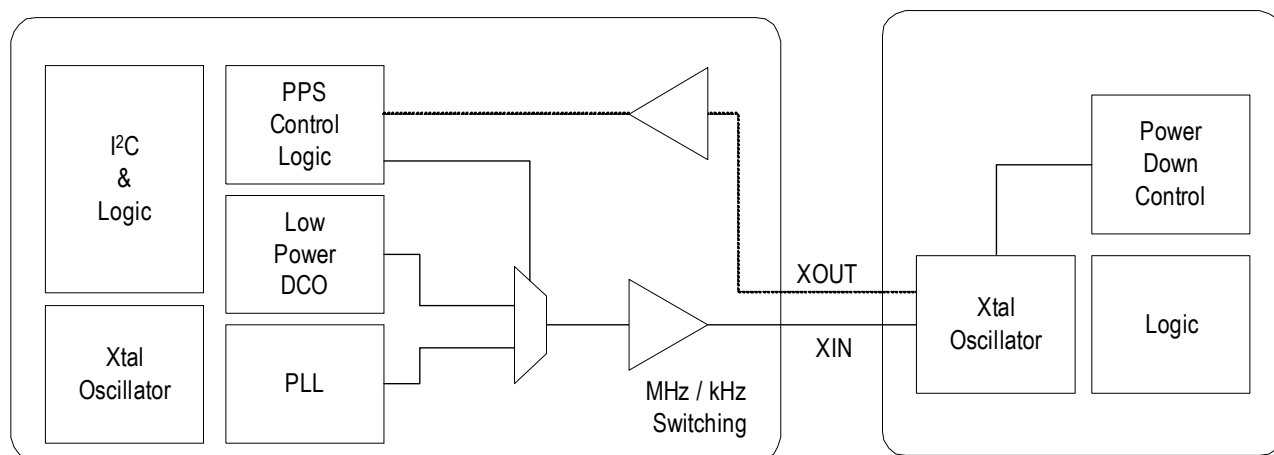 I²C
&
Logic
PPS
Control
Logic
Low
Power
DCO
Xtal
Oscillator
PLL
MHz / kHz
Switching
XOUT
XIN
Power
Down
Control
Xtal
Oscillator
Logic